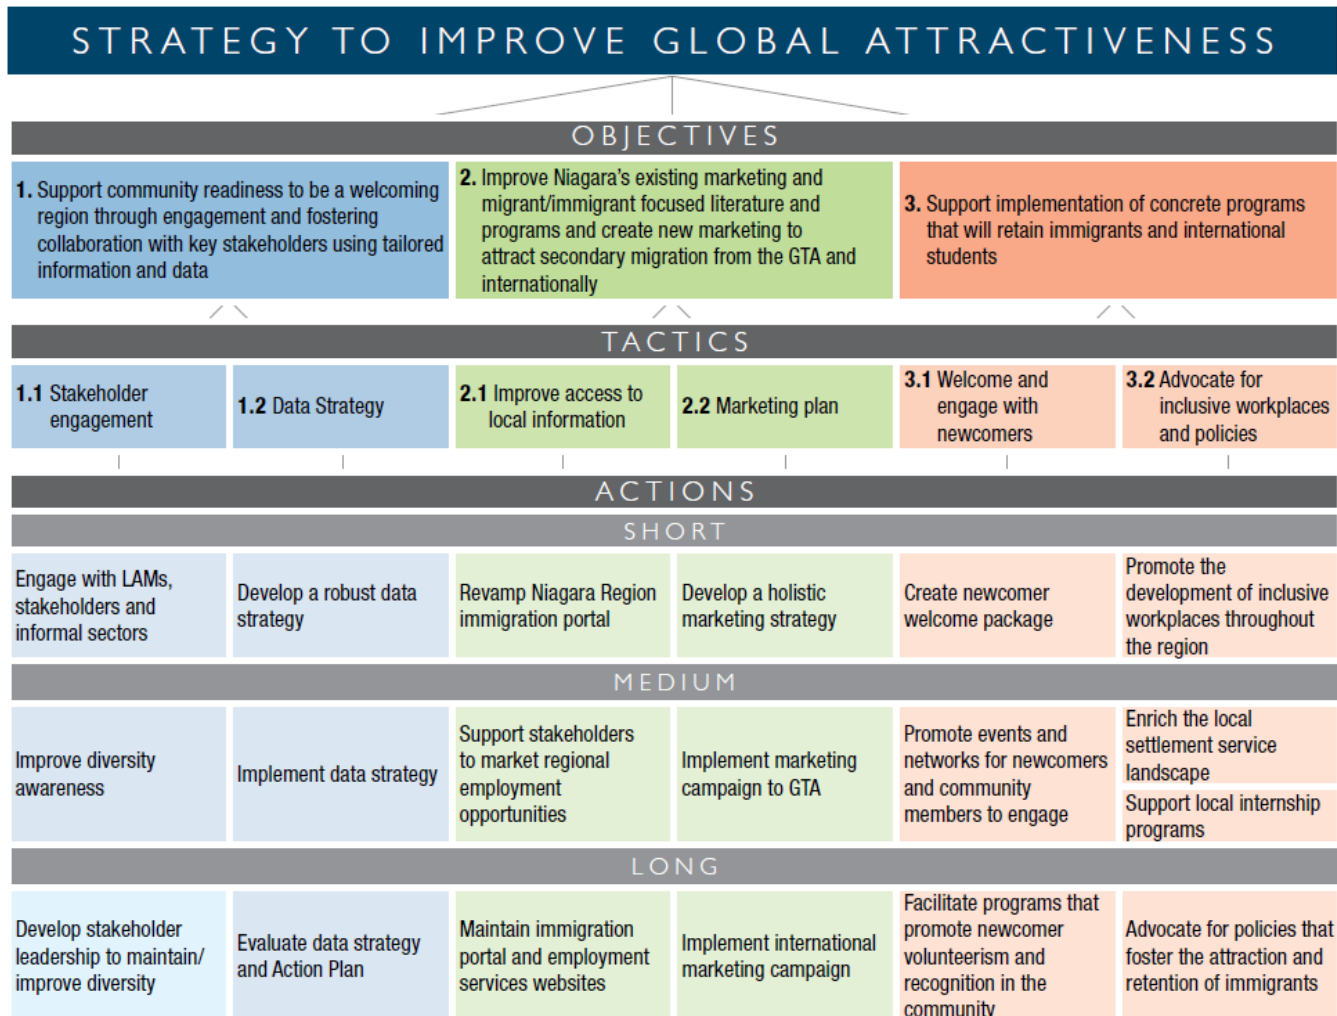 STRATEGY TO IMPROVE GLOBAL ATTRACTIVENESS
OBJECTIVES
1. Support community readiness to be a welcoming
region through engagement and fostering
collaboration with key stakeholders using tailored
information and data
2. Improve Niagara's existing marketing and
migrant/immigrant focused literature and
programs and create new marketing to
attract secondary migration from the GTA and
internationally
3. Support implementation of concrete programs
that will retain immigrants and international
students
TACTICS
1.1 Stakeholder
engagement
1.2 Data Strategy
2.1 Improve access to
local information
2.2 Marketing plan
3.1 Welcome and
engage with
newcomers
3.2 Advocate for
inclusive workplaces
and policies
ACTIONS
SHORT
Engage with LAMs,
stakeholders and
informal sectors
Develop a robust data
strategy
Revamp Niagara Region
immigration portal
Develop a holistic
marketing strategy
Create newcomer
welcome package
Promote the
development of inclusive
workplaces throughout
the region
MEDIUM
Improve diversity
awareness
Implement data strategy
Support stakeholders
to market regional
employment
opportunities
Implement marketing
campaign to GTA
Promote events and
networks for newcomers
and community
members to engage
Enrich the local
settlement service
landscape
Support local internship
programs
LONG
Develop stakeholder
leadership to maintain/
improve diversity
Evaluate data strategy
and Action Plan
Maintain immigration
portal and employment
services websites
Implement international
marketing campaign
Facilitate programs that
promote newcomer
volunteerism and
recognition in the
community
Advocate for policies that
foster the attraction and
retention of immigrants